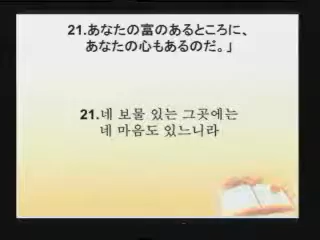 21.あなたの富のあるところに、
あなたの心もあるのだ。」
21.네 보물 있는 그곳에는
네 마음도 있느니라